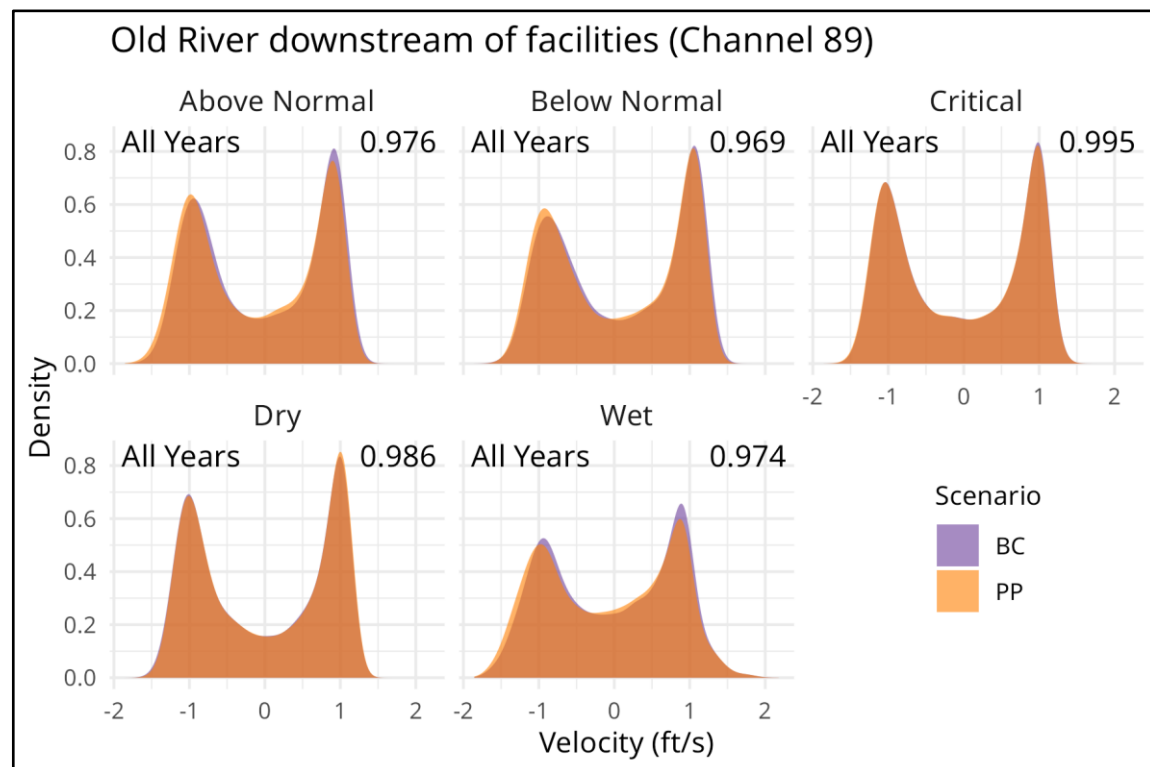 Old River downstream of facilities (Channel 89)
Above Normal
Below Normal
Critical
All Years 0.976
All Years 0.969
All Years 0.995
0.8
0.6
0.4
0.2
0.0
-2 -1 0 1 2
Density
Dry
Wet
All Years 0.986
All Years 0.974
0.8
0.6
0.4
0.2
0.0
-2 -1 0 1 2
-2 -1 0 1 2
Velocity (ft/s)
Scenario
BC
PP